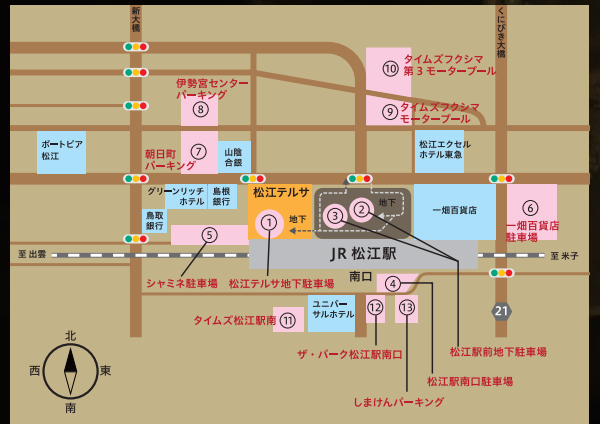 新大橋
くにびき大橋
⑩
タイムズフクシマ
第3モータープール
伊勢宮センター
パーキング
⑧
⑨
タイムズフクシマ
モータープール
ポートピア
松江
朝日町
パーキング
⑦
山陰
合銀
松江エクセル
ホテル東急
グリーンリッチ
ホテル
島根
銀行
松江テルサ
鳥取
銀行
①
地下
③
②
地下
一畑百貨店
⑥
一畑百貨店
駐車場
⑤
至 出雲
JR 松江駅
至 米子
南口
シャミネ駐車場
松江テルサ地下駐車場
④
タイムズ松江駅南
⑪
ユニバー
サルホテル
⑫
⑬
21
ザ・パーク松江駅南口
松江駅前地下駐車場
松江駅南口駐車場
しまけんパーキング
北
西
東
南